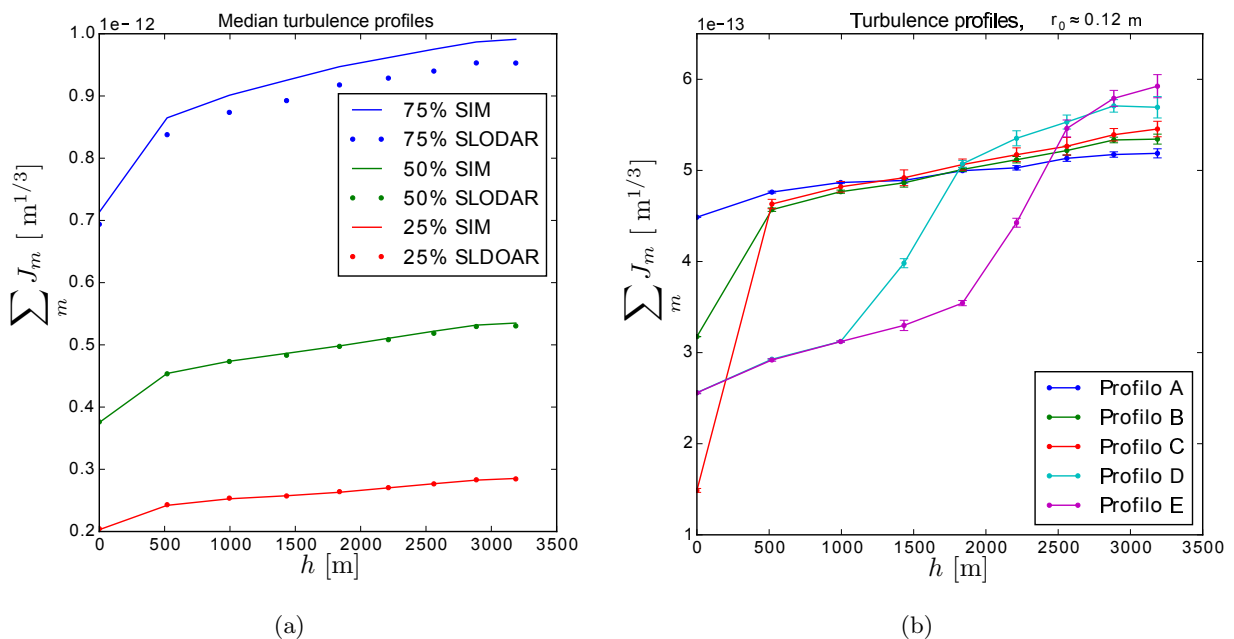 1e−12
Median turbulence profiles
1.0
0.9
0.8
0.7
0.6
0.5
0.4
0.3
0.2
∑ₘ Jₘ [ m^{1/3}]
75% SIM
75% SLODAR
50% SIM
50% SLODAR
25% SIM
25% SLDOAR
0 500 1000 1500 2000 2500 3000 3500
h [m]
(a)
1e−13
Turbulence profiles, r₀ ≈ 0.12 m
6
5
4
3
2
1
∑ₘ Jₘ [ m^{1/3}]
Profilo A
Profilo B
Profilo C
Profilo D
Profilo E
0 500 1000 1500 2000 2500 3000 3500
h [m]
(b)